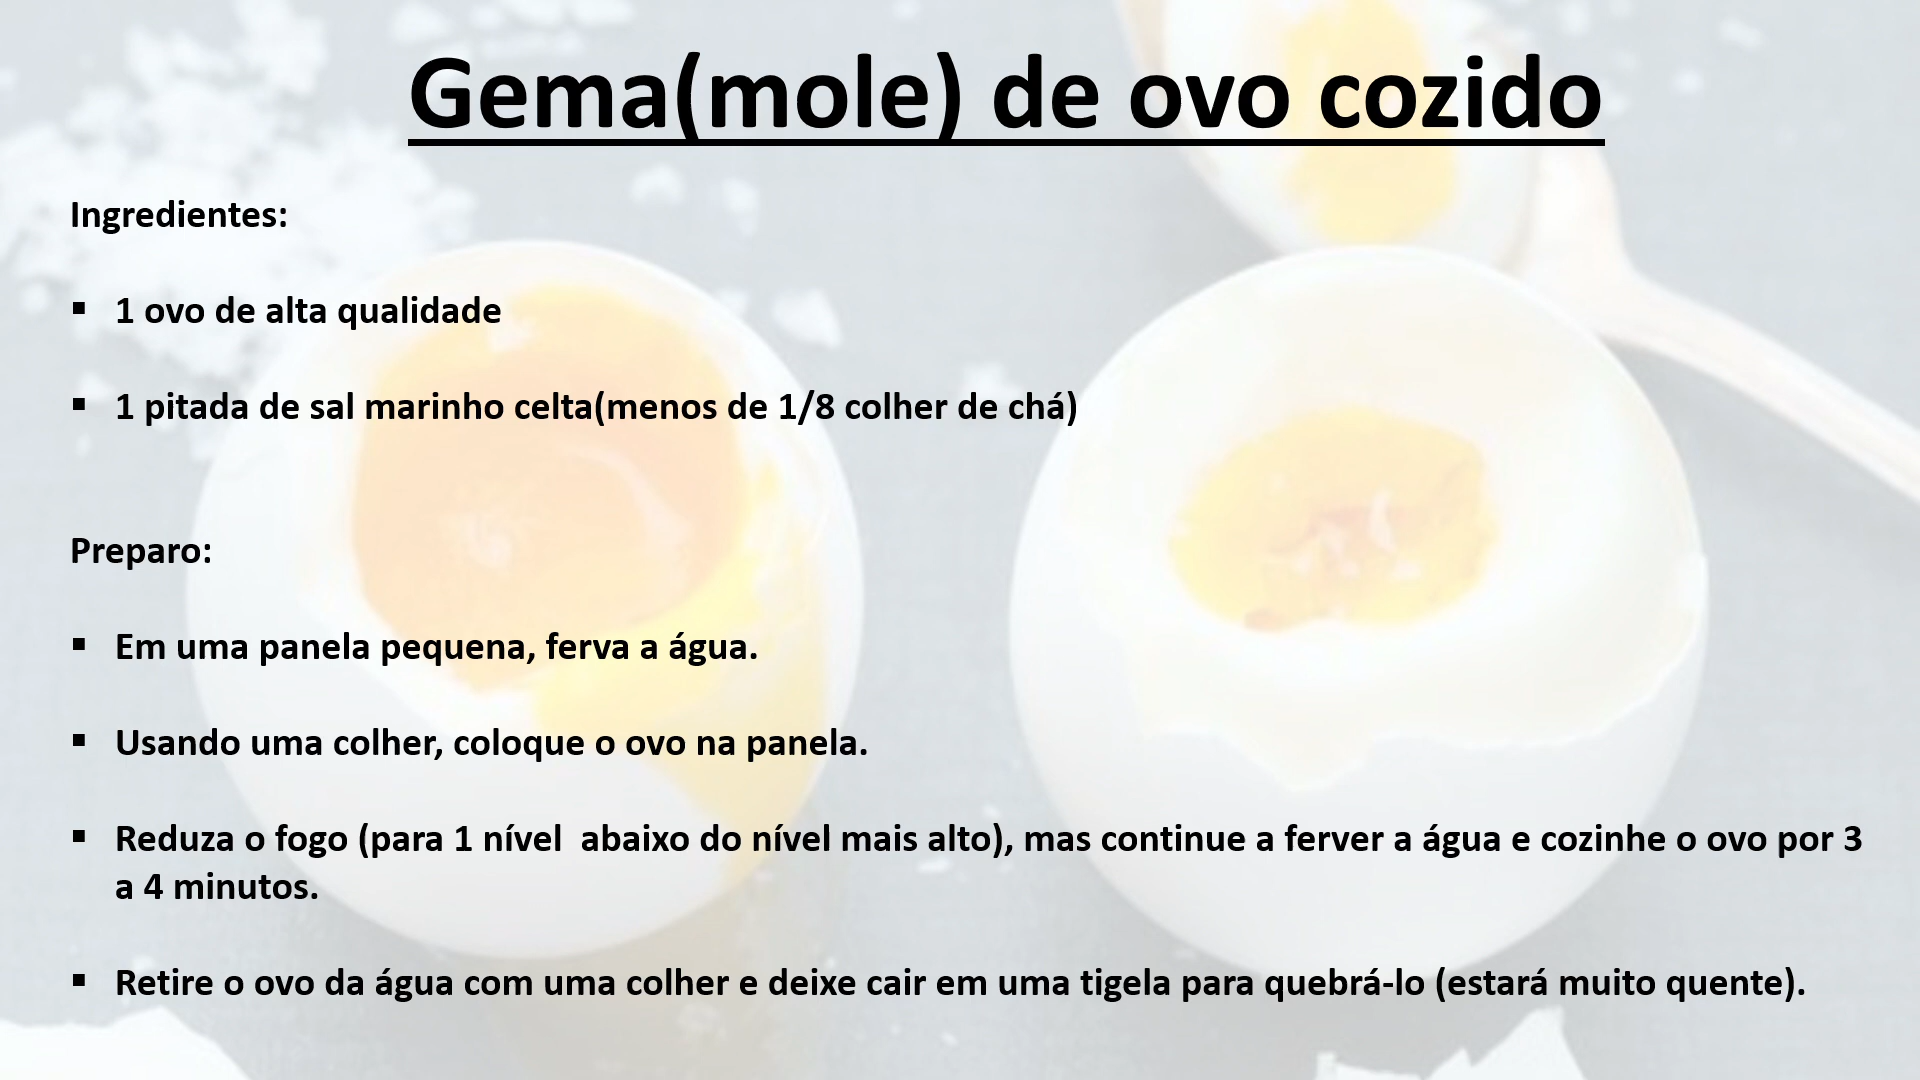 Gema(mole) de ovo cozido
Ingredientes:
▪ 1 ovo de alta qualidade
▪ 1 pitada de sal marinho celta(menos de 1/8 colher de chá)
Preparo:
▪ Em uma panela pequena, ferva a água.
▪ Usando uma colher, coloque o ovo na panela.
▪ Reduza o fogo (para 1 nível  abaixo do nível mais alto), mas continue a ferver a água e cozinhe o ovo por 3
a 4 minutos.
▪ Retire o ovo da água com uma colher e deixe cair em uma tigela para quebrá-lo (estará muito quente).